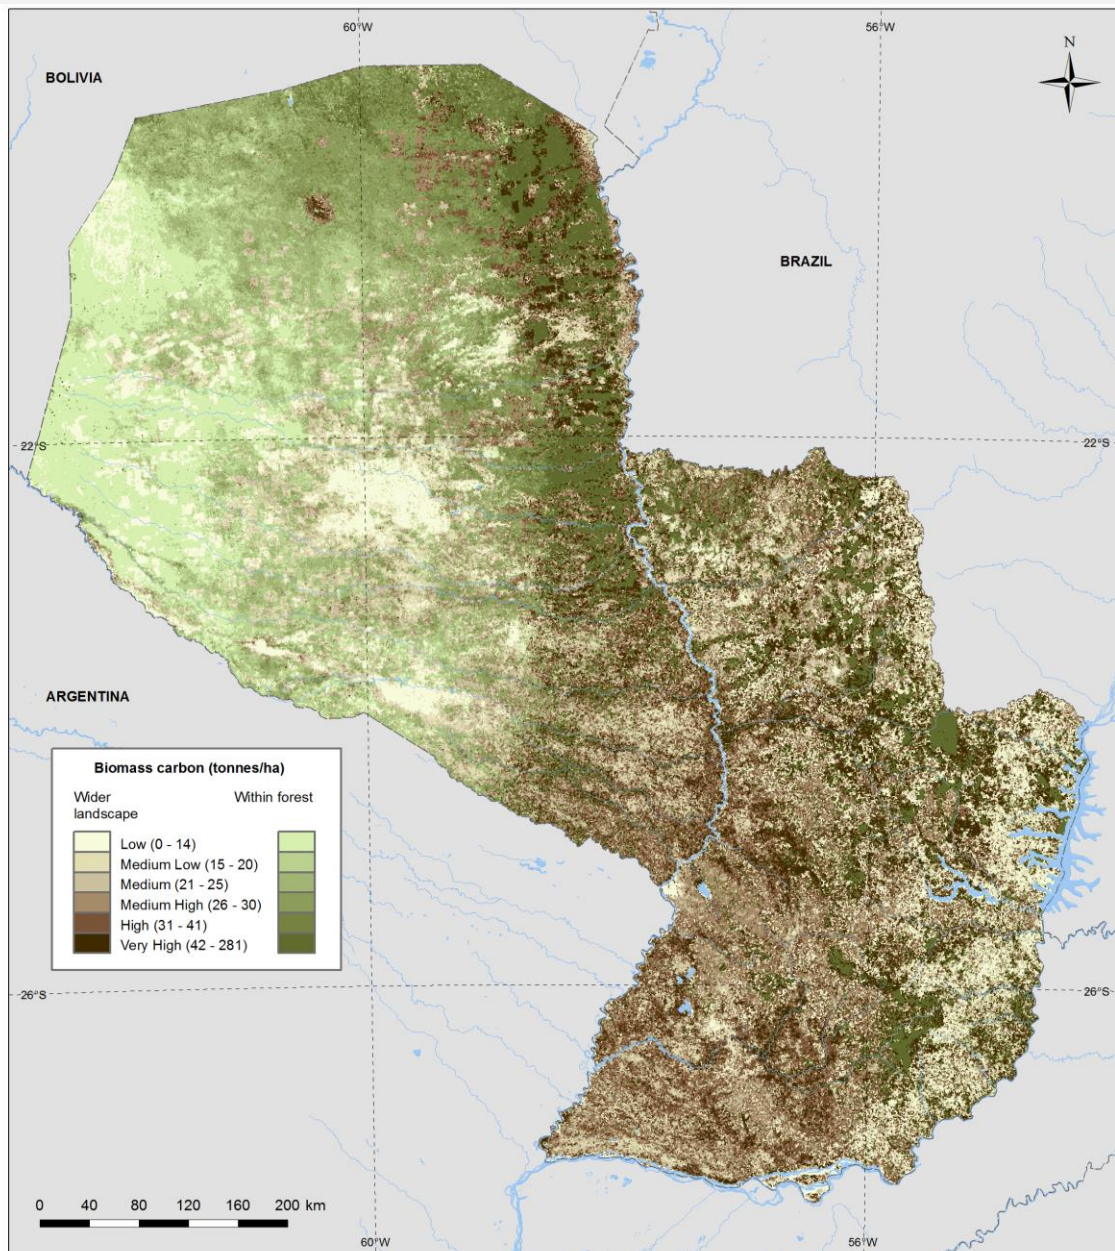 60°W
56°W
BOLIVIA
N
BRAZIL
22°S
22°S
ARGENTINA
Biomass carbon (tonnes/ha)
Wider landscape
Within forest
Low (0 - 14)
Medium Low (15 - 20)
Medium (21 - 25)
Medium High (26 - 30)
High (31 - 41)
Very High (42 - 281)
26°S
26°S
0 40 80 120 160 200 km
60°W
56°W